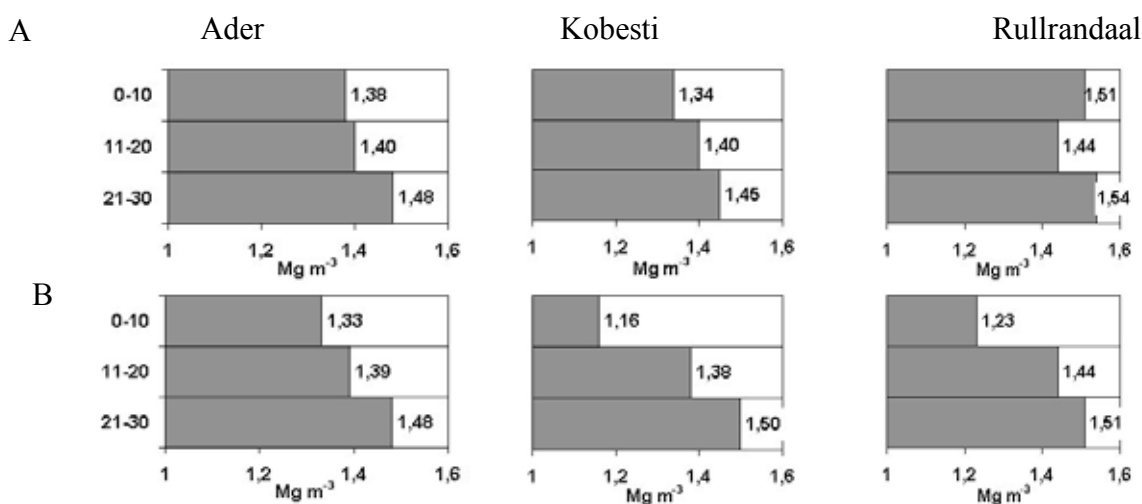 A Ader Kobesti Rullrandaal
0-10 1,38 1,34 1,51
11-20 1,40 1,40 1,44
21-30 1,48 1,45 1,54
1 1,2 1,4 1,6 1 1,2 1,4 1,6 1 1,2 1,4 1,6
Mg m⁻³ Mg m⁻³ Mg m⁻³
B
0-10 1,33 1,16 1,23
11-20 1,39 1,38 1,44
21-30 1,48 1,50 1,51
1 1,2 1,4 1,6 1 1,2 1,4 1,6 1 1,2 1,4 1,6
Mg m⁻³ Mg m⁻³ Mg m⁻³